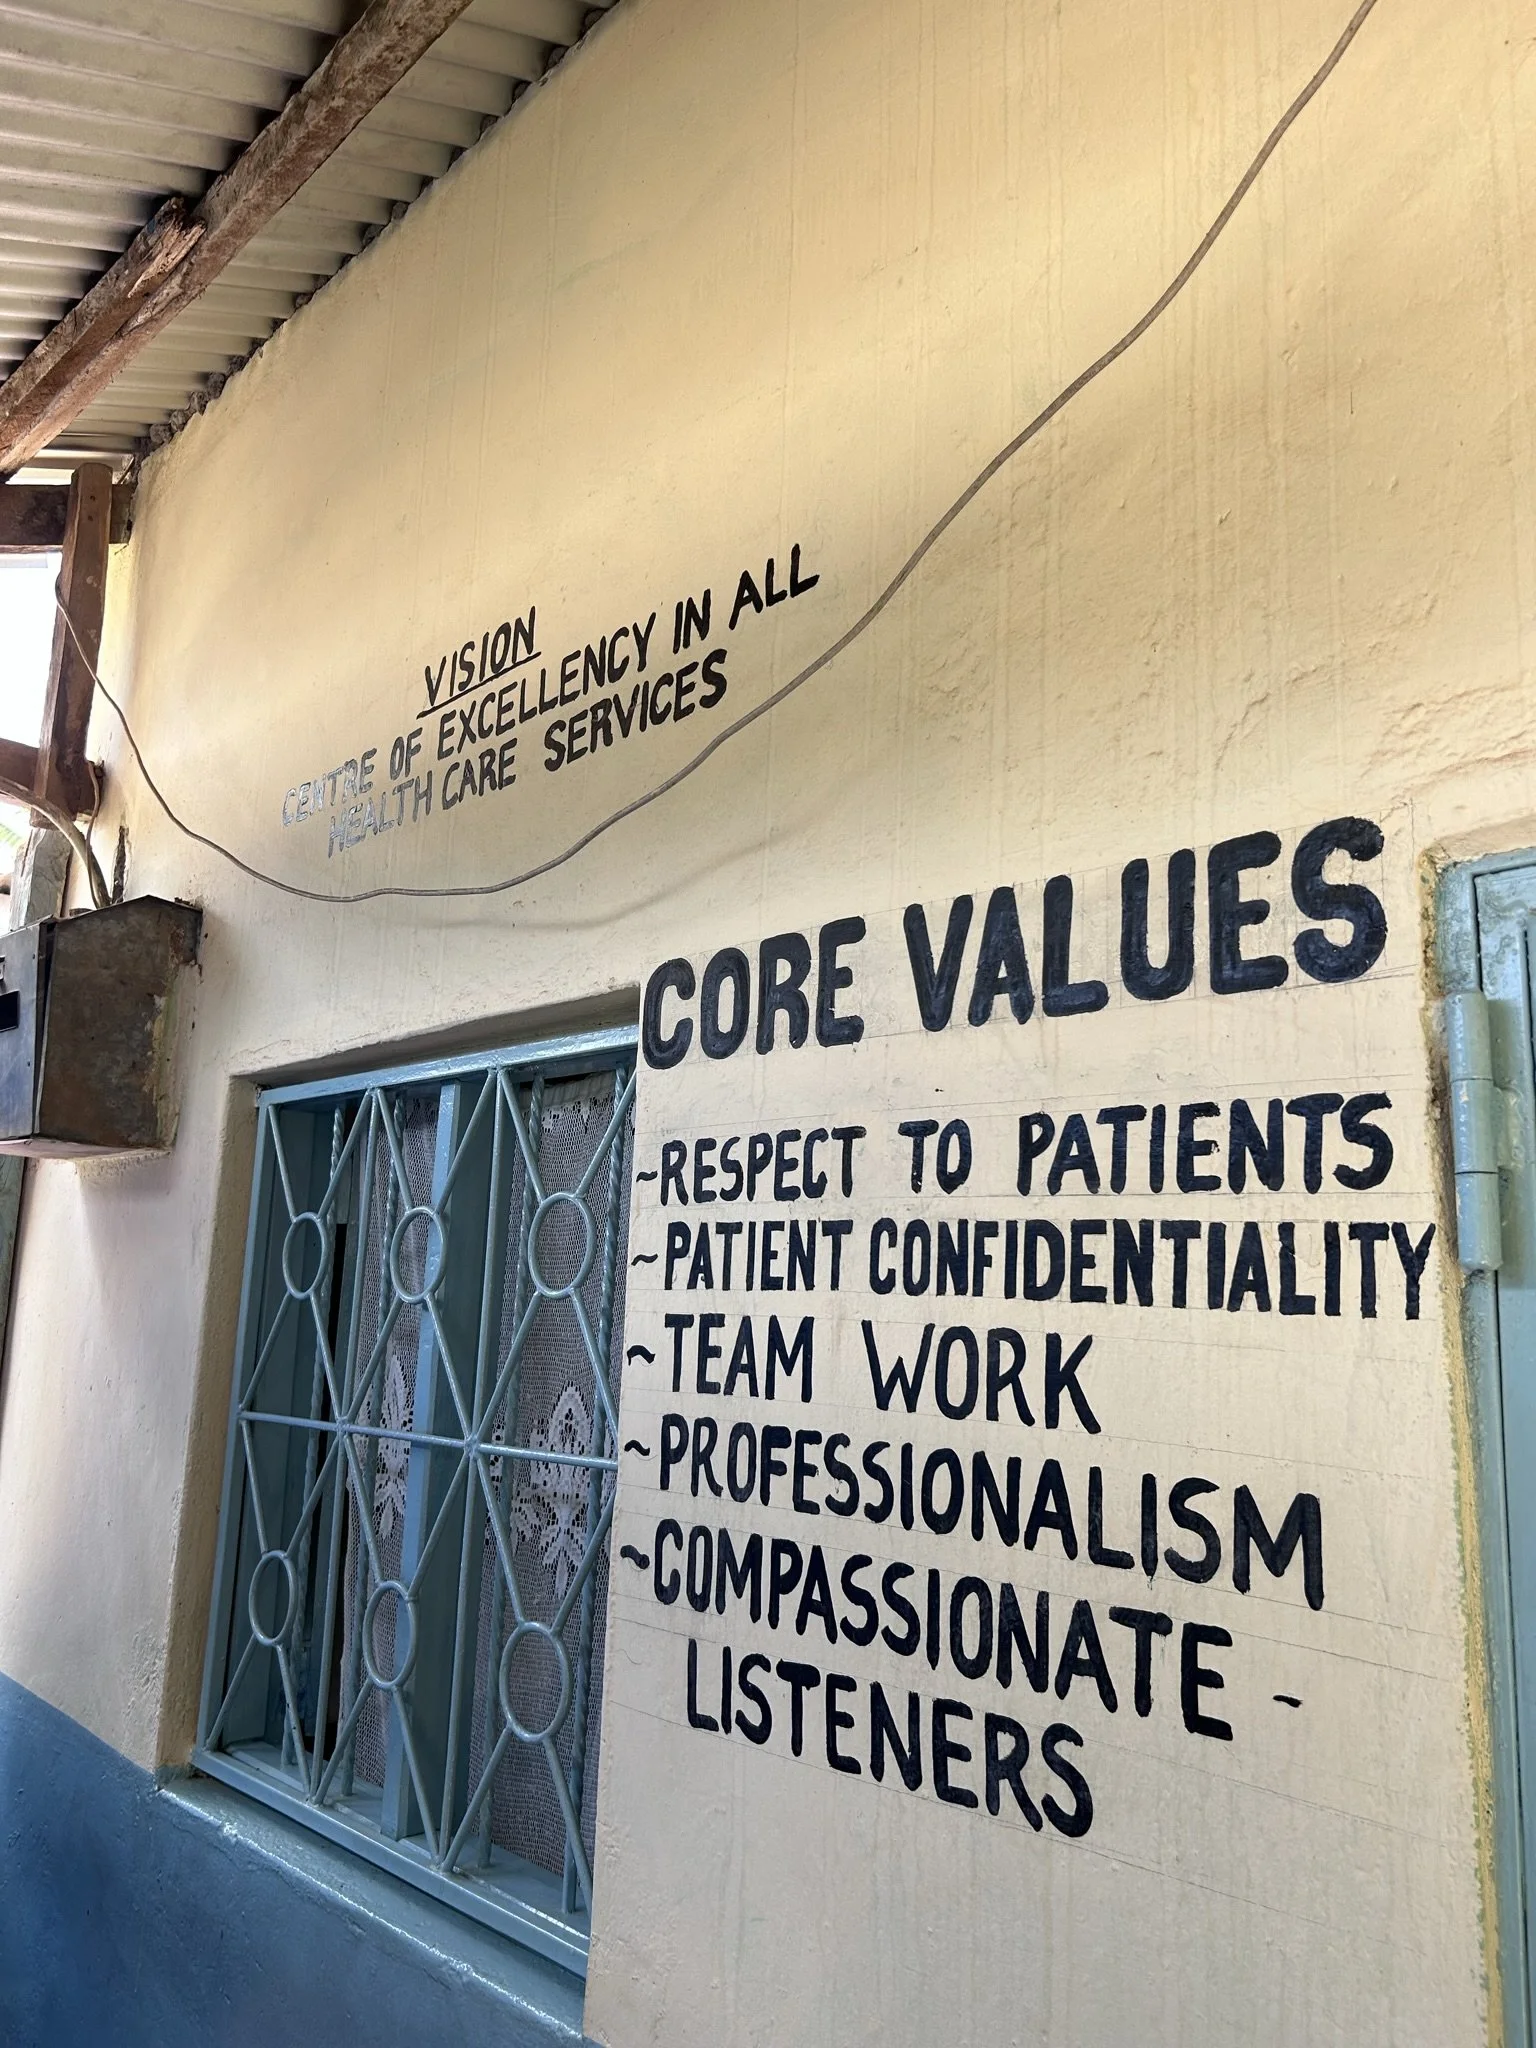 VISION
CENTRE OF EXCELLENCY IN ALL
HEALTH CARE SERVICES
CORE VALUES
~RESPECT TO PATIENTS
~PATIENT CONFIDENTIALITY
~TEAM WORK
~PROFESSIONALISM
~COMPASSIONATE -
LISTENERS